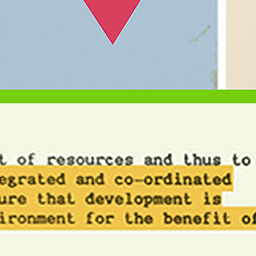 t of resources and thus to
egrated and co-ordinated
ure that development is
ironment for the benefit of